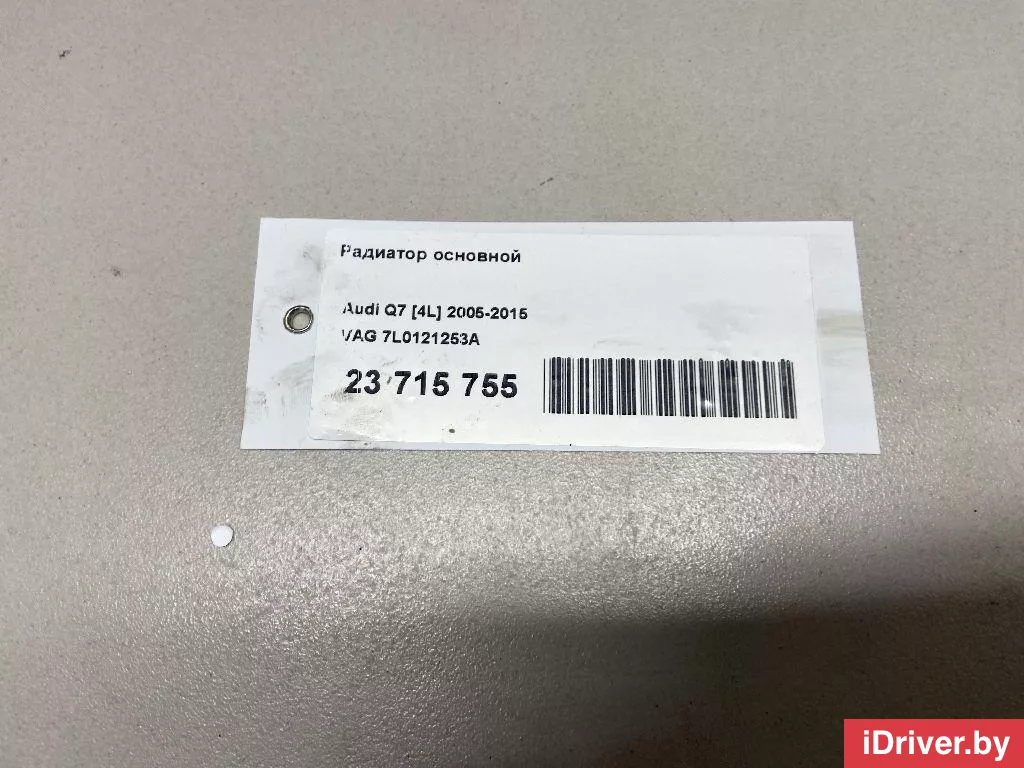 Радиатор основной
Audi Q7 [4L] 2005-2015
VAG 7L0121253A
23 715 755
iDriver.by